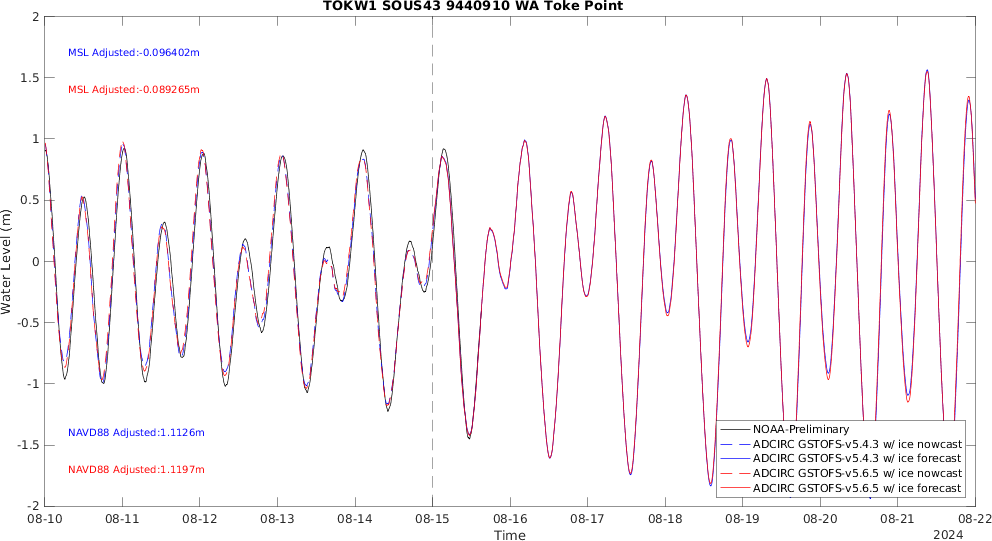 TOKW1 SOUS43 9440910 WA Toke Point
MSL Adjusted:-0.096402m
MSL Adjusted:-0.089265m
NAVD88 Adjusted:1.1126m
NAVD88 Adjusted:1.1197m
Water Level (m)
2
1.5
1
0.5
0
-0.5
-1
-1.5
-2
NOAA-Preliminary
ADCIRC GSTOFS-v5.4.3 w/ ice nowcast
ADCIRC GSTOFS-v5.4.3 w/ ice forecast
ADCIRC GSTOFS-v5.6.5 w/ ice nowcast
ADCIRC GSTOFS-v5.6.5 w/ ice forecast
08-10 08-11 08-12 08-13 08-14 08-15 08-16 08-17 08-18 08-19 08-20 08-21 08-22
Time
2024